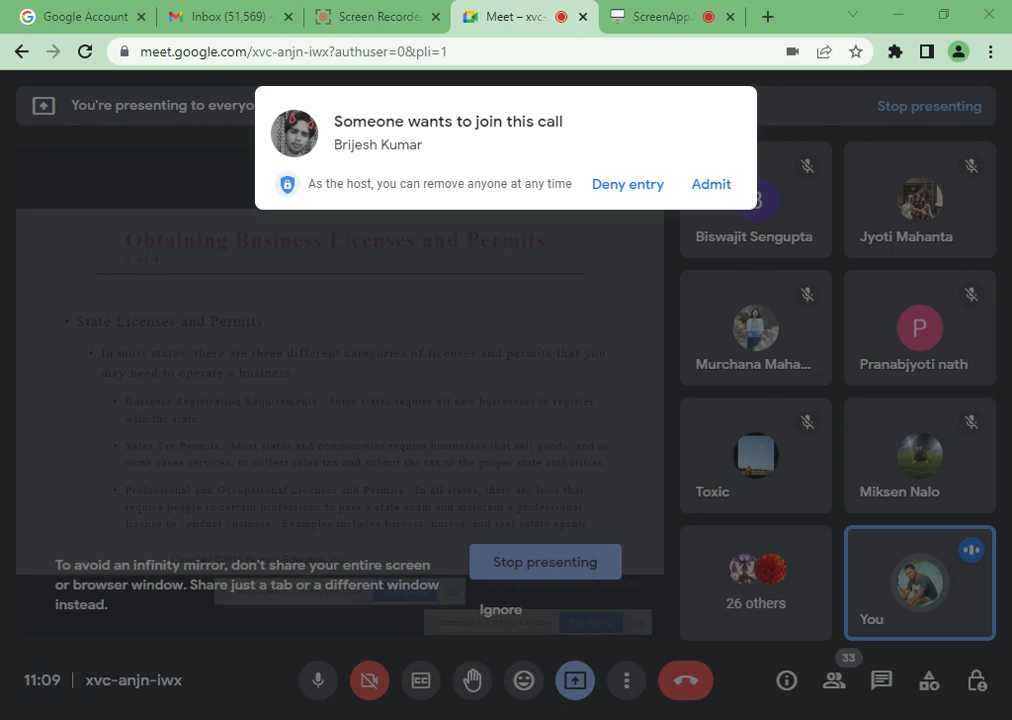 Google Account
Inbox (51,569)
Screen Recorde
Meet – xvc-
ScreenApp.
meet.google.com/xvc-anjn-iwx?authuser=0&pli=1
You're presenting to everyo
Stop presenting
Someone wants to join this call
Brijesh Kumar
As the host, you can remove anyone at any time
Deny entry
Admit
Biswajit Sengupta
Jyoti Mahanta
Obtaining Business Licenses and Permits
2 of 4
• State Licenses and Permits
• In most states, there are three different categories of licenses and permits that you
may need to operate a business.
• Business Registration Requirements. Some states require all new businesses to register
with the state.
• Sales Tax Permits. Most states and communities require businesses that sell goods, and in
some cases services, to collect sales tax and submit the tax to the proper state authorities.
• Professional and Occupational Licenses and Permits. In all states, there are laws that
require people in certain professions to pass a state exam and maintain a professional
license to conduct business. Examples includes barbers, nurses, and real estate agents.
P
Murchana Maha...
Pranabjyoti nath
Toxic
Miksen Nalo
To avoid an infinity mirror, don't share your entire screen
or browser window. Share just a tab or a different window
instead.
Stop presenting
Ignore
26 others
You
11:09 | xvc-anjn-iwx
33